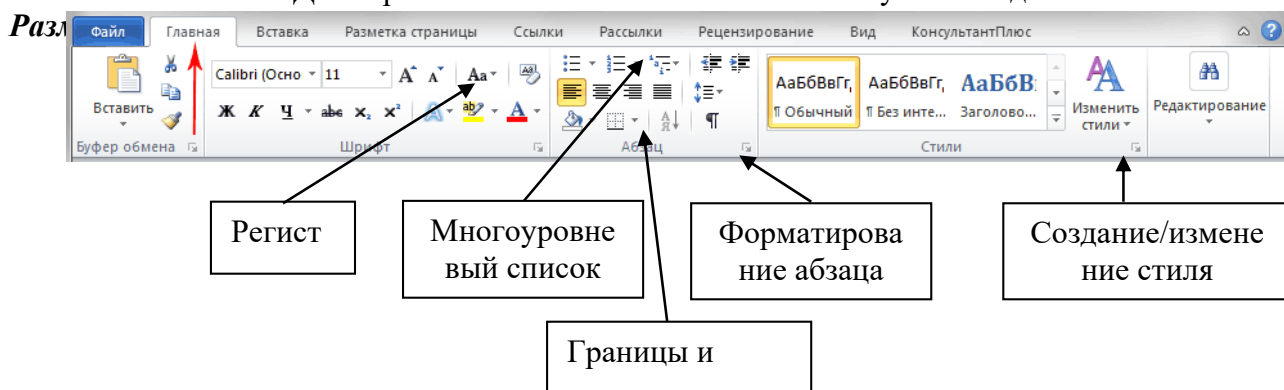 Файл Главная Вставка Разметка страницы Ссылки Рассылки Рецензирование Вид КонсультантПлюс
Calibri (Осно 11 Aa
АаБбВвГг, АаБбВвГг, АаБбВ
Вставить
Ж К Ч abe x₂ x² ab A
¶ Обычный ¶ Без инте... Заголово...
Изменить стили
Редактирование
Буфер обмена Шрифт Абзац Стили
Регист
Многоуровне
вый список
Форматирова
ние абзаца
Создание/измене
ние стиля
Границы и